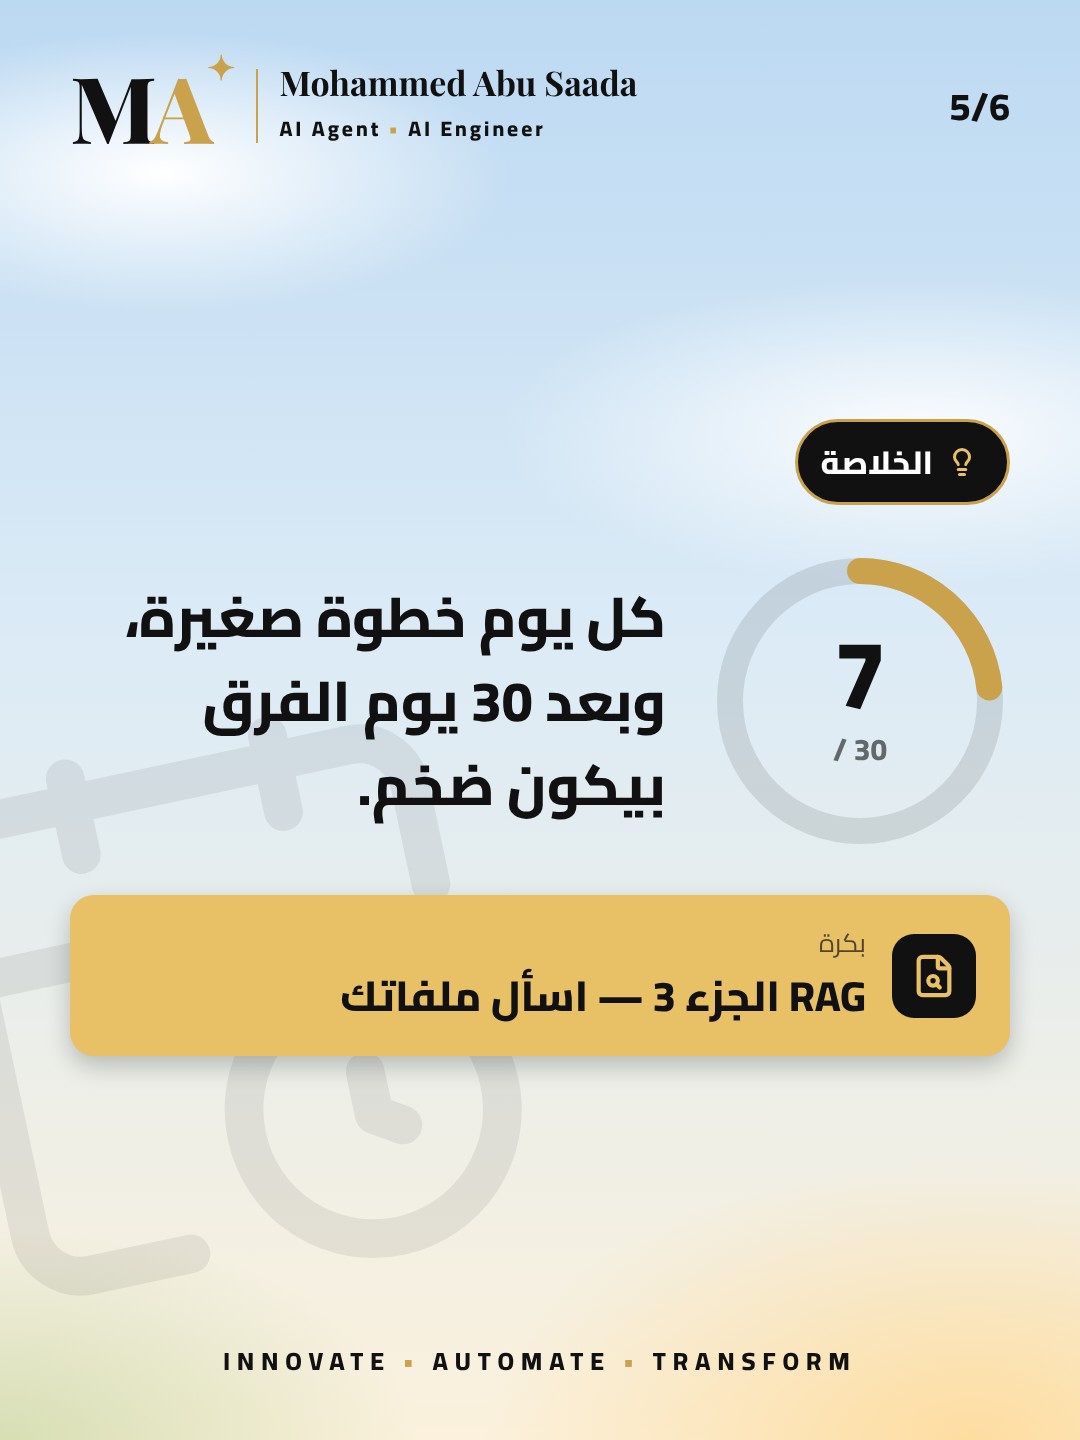 MA
Mohammed Abu Saada
AI Agent ▪ AI Engineer
5/6
الخلاصة
7
/ 30
كل يوم خطوة صغيرة،
وبعد 30 يوم الفرق
بيكون ضخم.
بكرة
RAG الجزء 3 — اسأل ملفاتك
INNOVATE ▪ AUTOMATE ▪ TRANSFORM